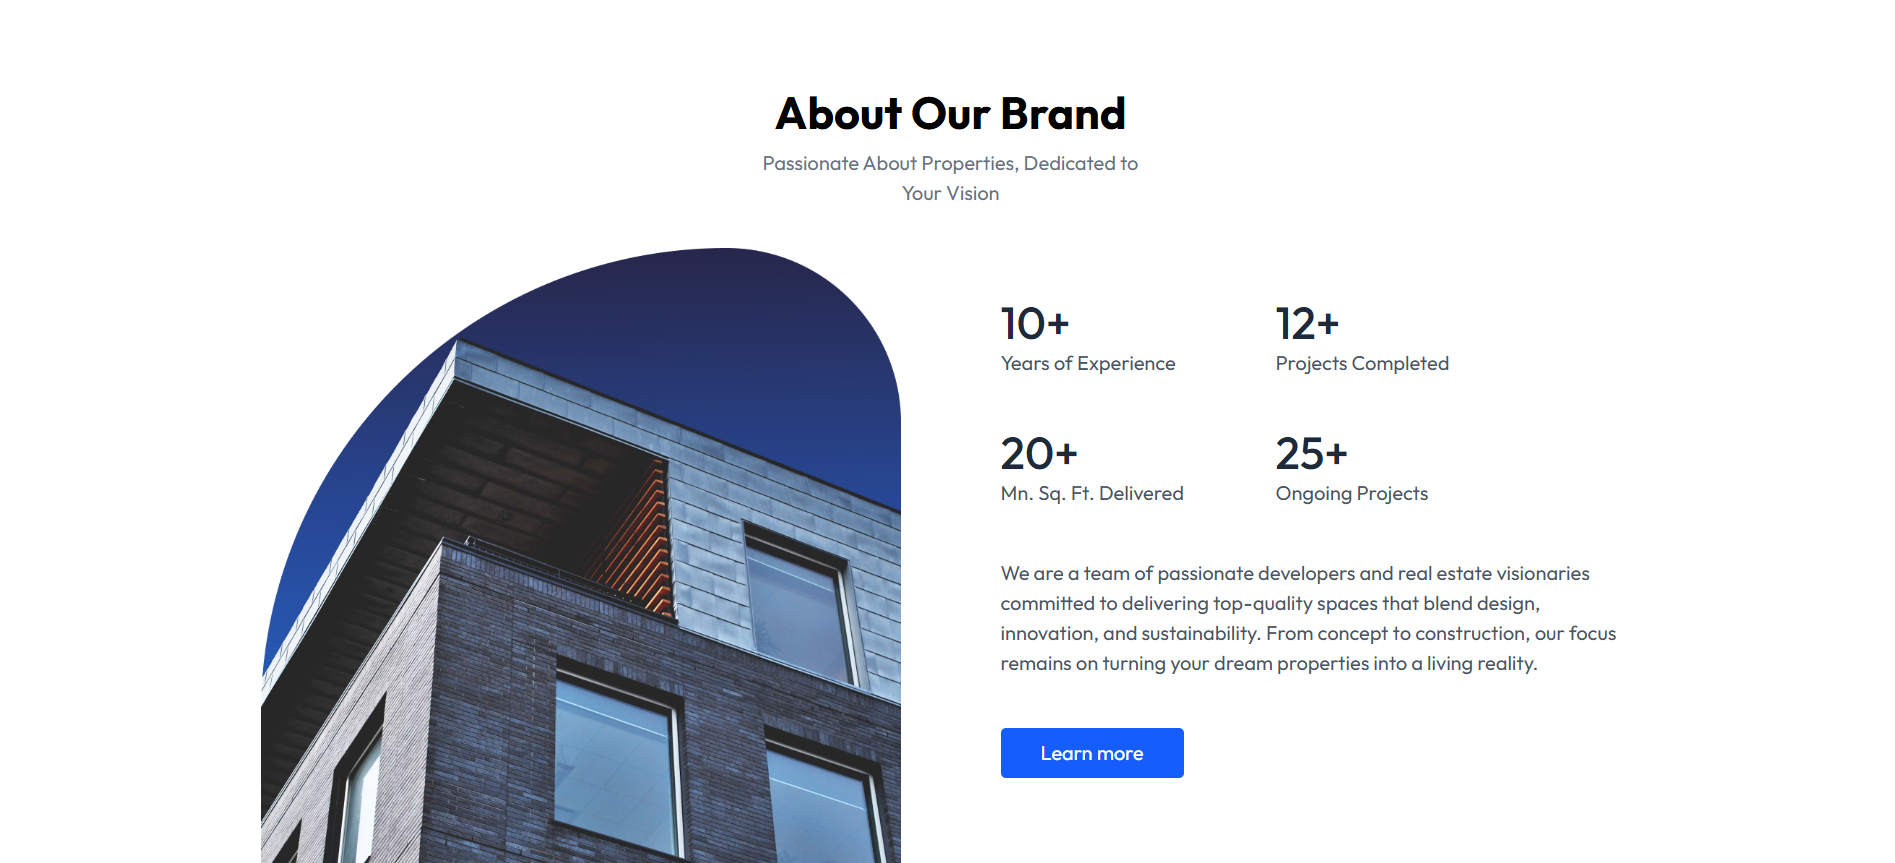 About Our Brand
Passionate About Properties, Dedicated to
Your Vision
10+
Years of Experience
12+
Projects Completed
20+
Mn. Sq. Ft. Delivered
25+
Ongoing Projects
We are a team of passionate developers and real estate visionaries
committed to delivering top-quality spaces that blend design,
innovation, and sustainability. From concept to construction, our focus
remains on turning your dream properties into a living reality.
Learn more